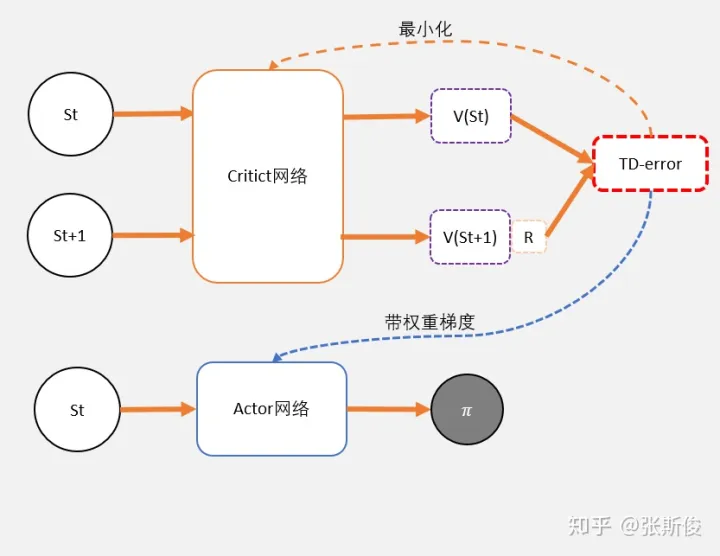 最小化
St
Critict网络
V(St)
TD-error
St+1
V(St+1)
R
带权重梯度
St
Actor网络
π
知乎 @张斯俊